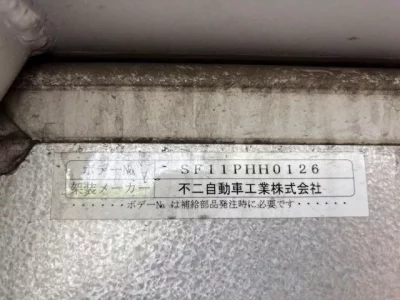 ボデーNo. SF11PHH0126
架装メーカー 不二自動車工業株式会社
・・・・・・ボデーNo. は補給部品発注時に必要です・・・・・・